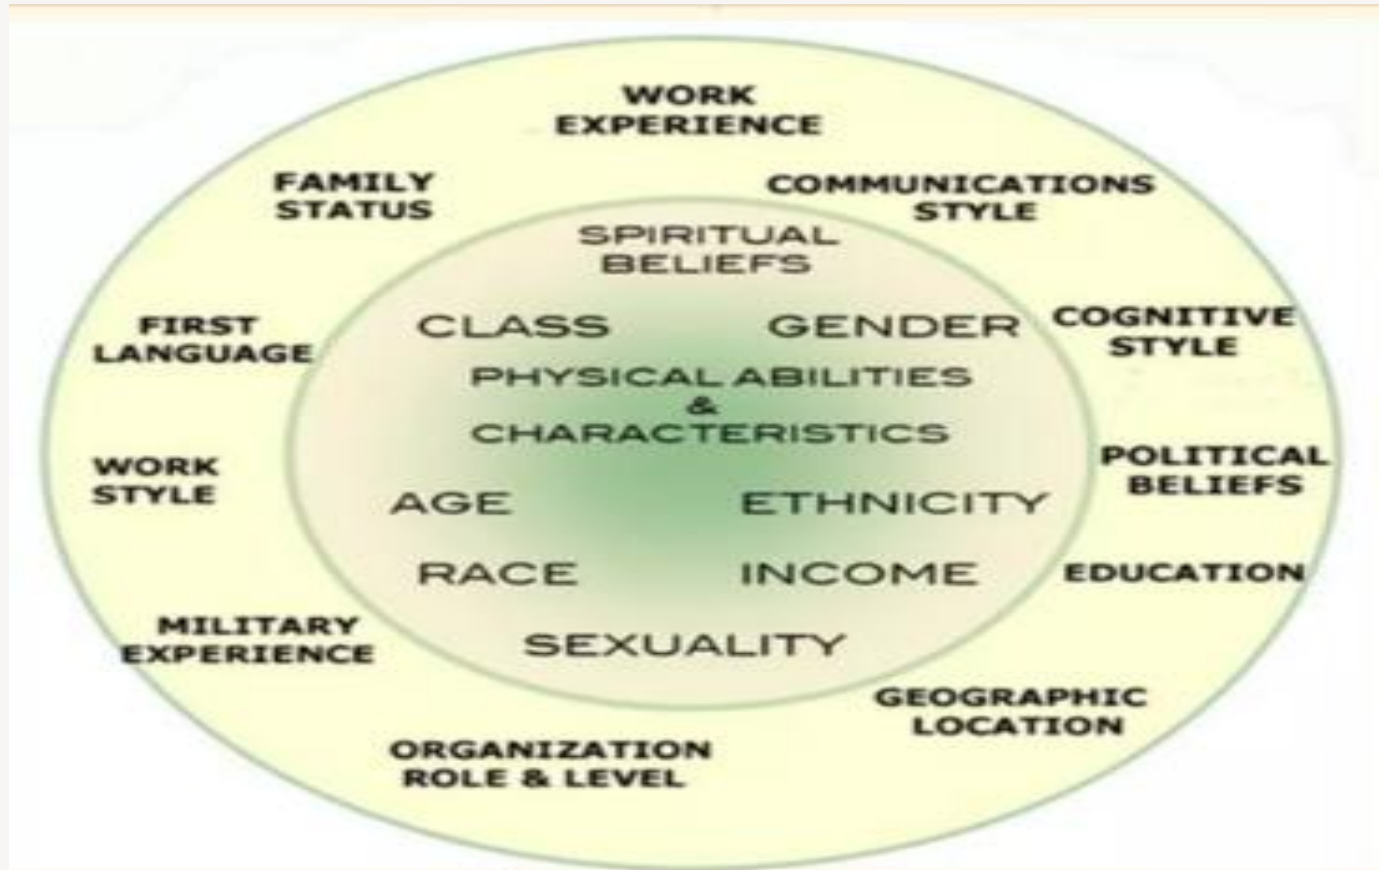 WORK
EXPERIENCE
FAMILY
STATUS
COMMUNICATIONS
STYLE
SPIRITUAL
BELIEFS
FIRST
LANGUAGE
CLASS
GENDER
COGNITIVE
STYLE
PHYSICAL ABILITIES
&
CHARACTERISTICS
WORK
STYLE
POLITICAL
BELIEFS
AGE
ETHNICITY
RACE
INCOME
EDUCATION
MILITARY
EXPERIENCE
SEXUALITY
GEOGRAPHIC
LOCATION
ORGANIZATION
ROLE & LEVEL